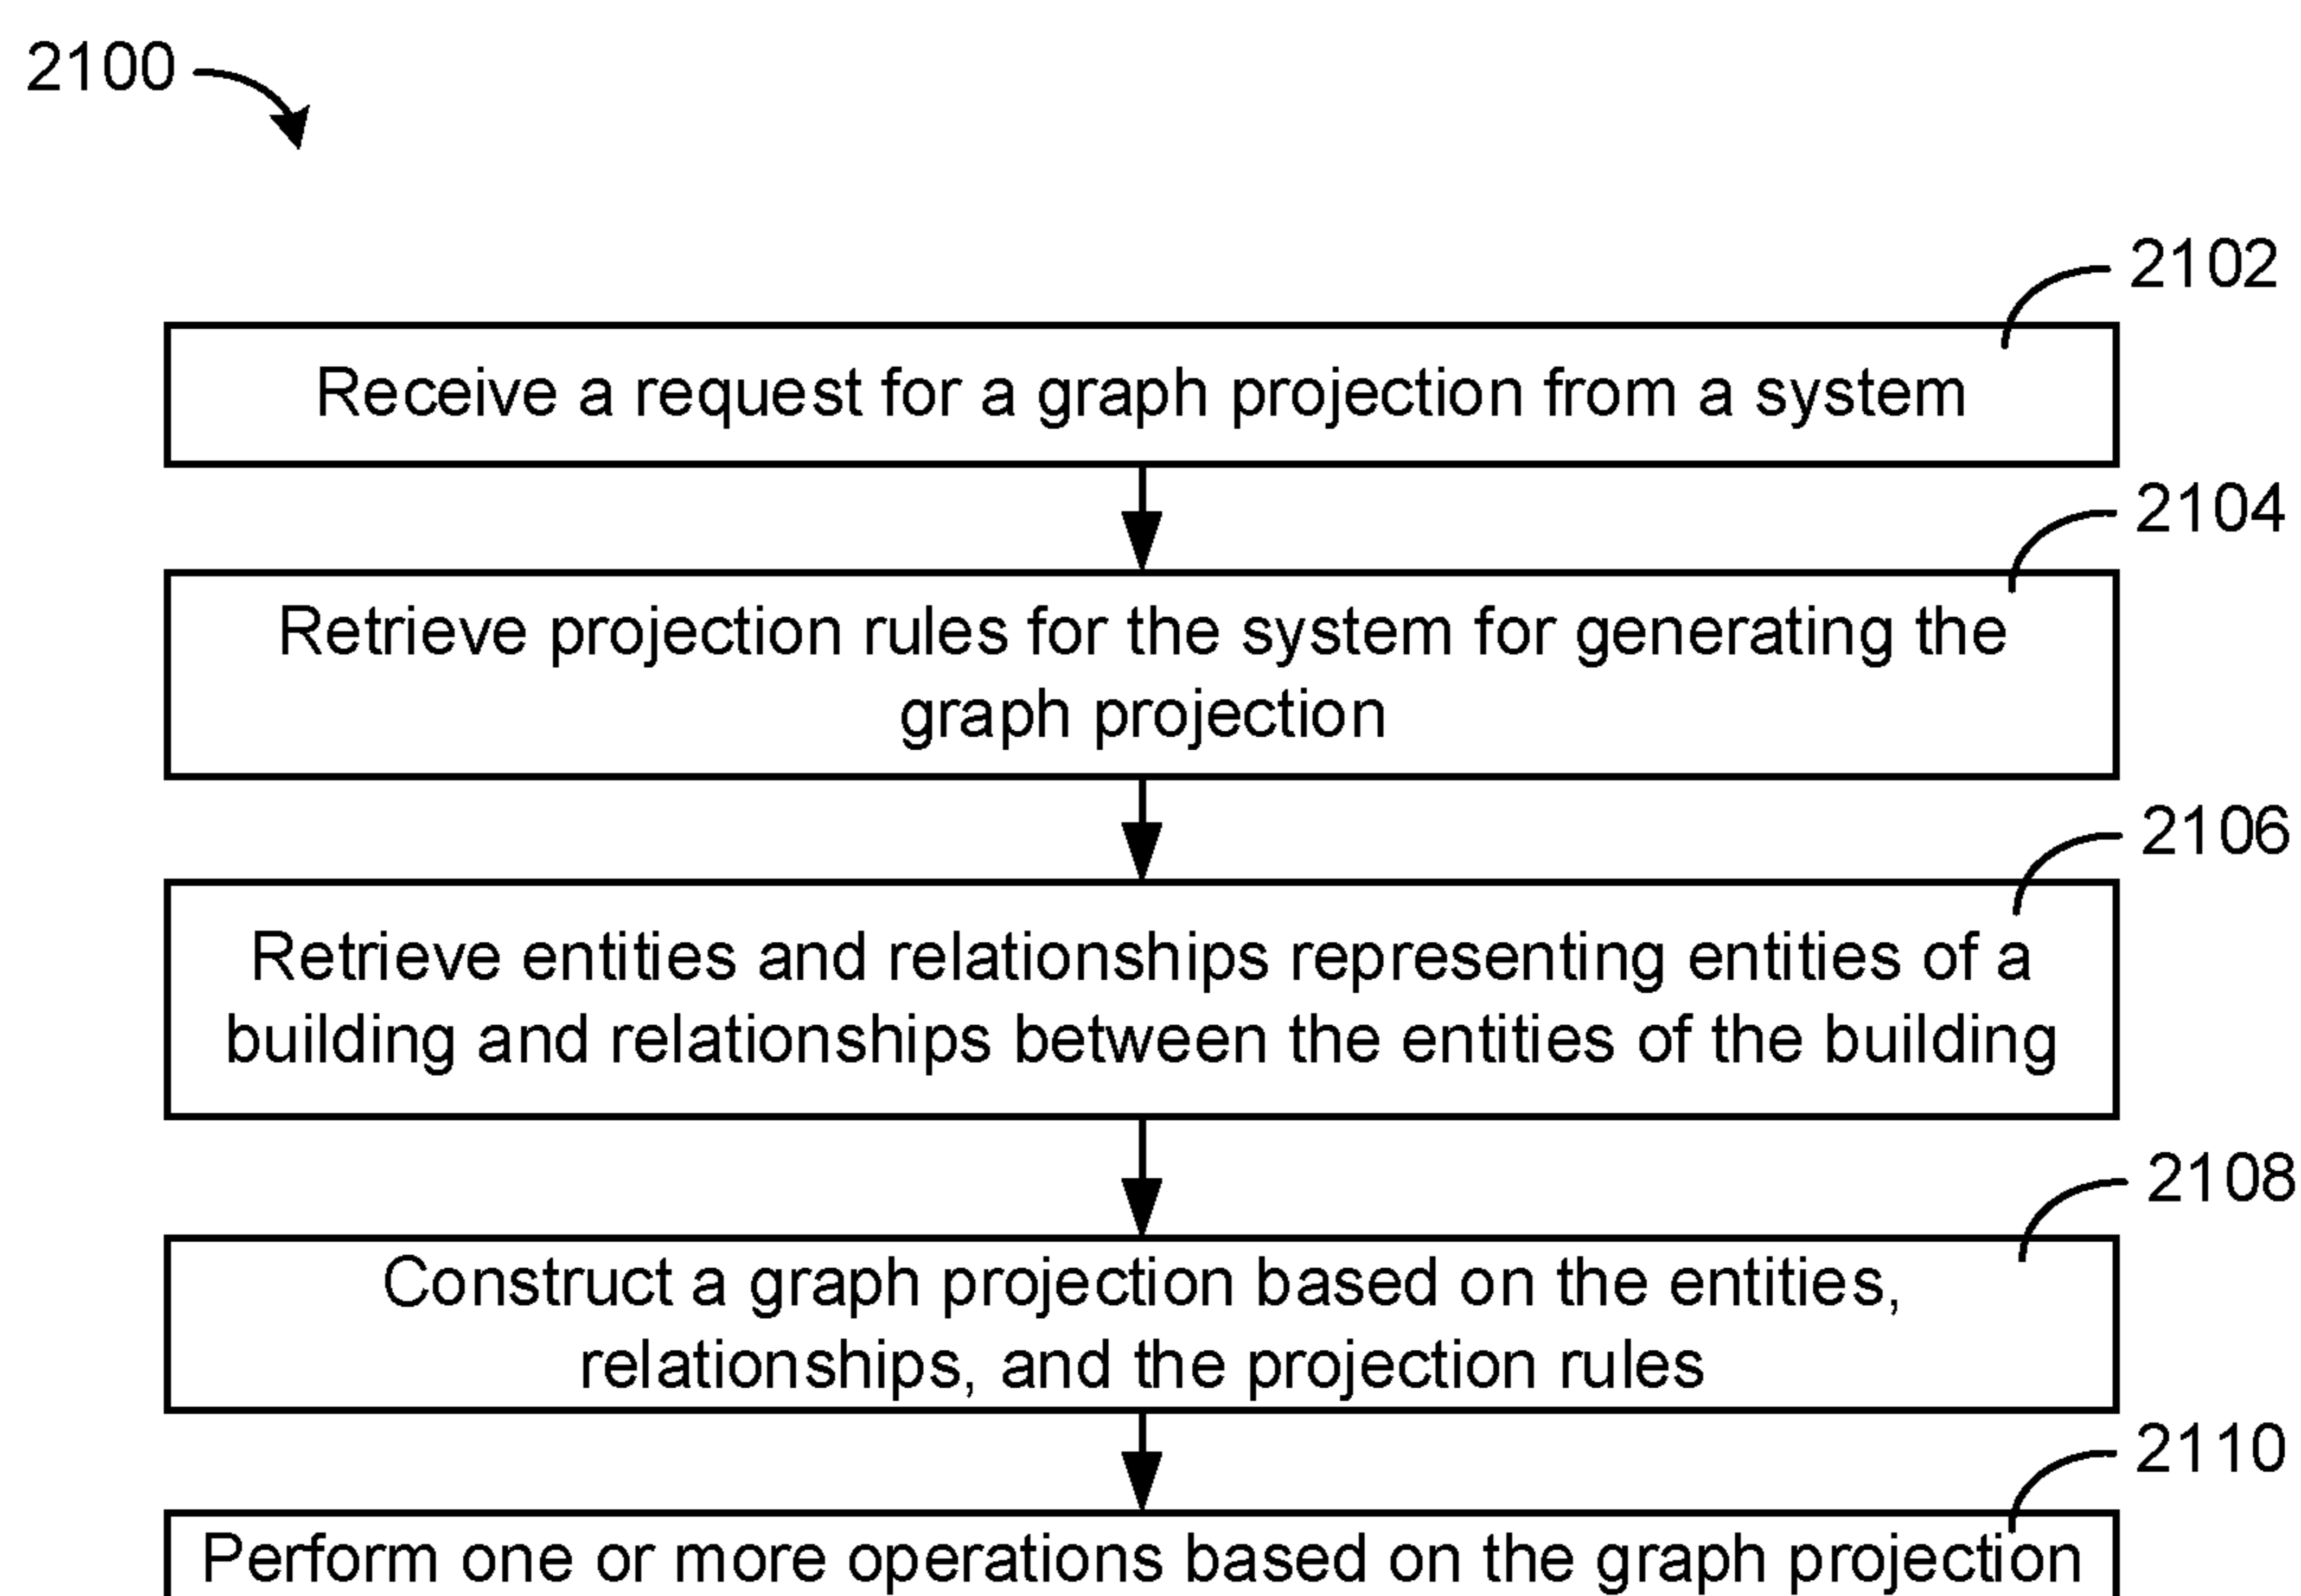 2100
2102
Receive a request for a graph projection from a system
2104
Retrieve projection rules for the system for generating the
graph projection
2106
Retrieve entities and relationships representing entities of a
building and relationships between the entities of the building
2108
Construct a graph projection based on the entities,
relationships, and the projection rules
2110
Perform one or more operations based on the graph projection